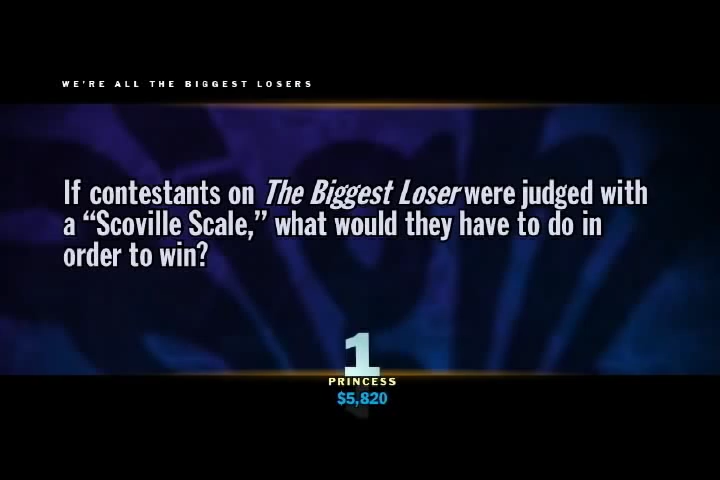 WE'RE ALL THE BIGGEST LOSERS
If contestants on The Biggest Loser were judged with
a “Scoville Scale,” what would they have to do in
order to win?
1
PRINCESS
$5,820